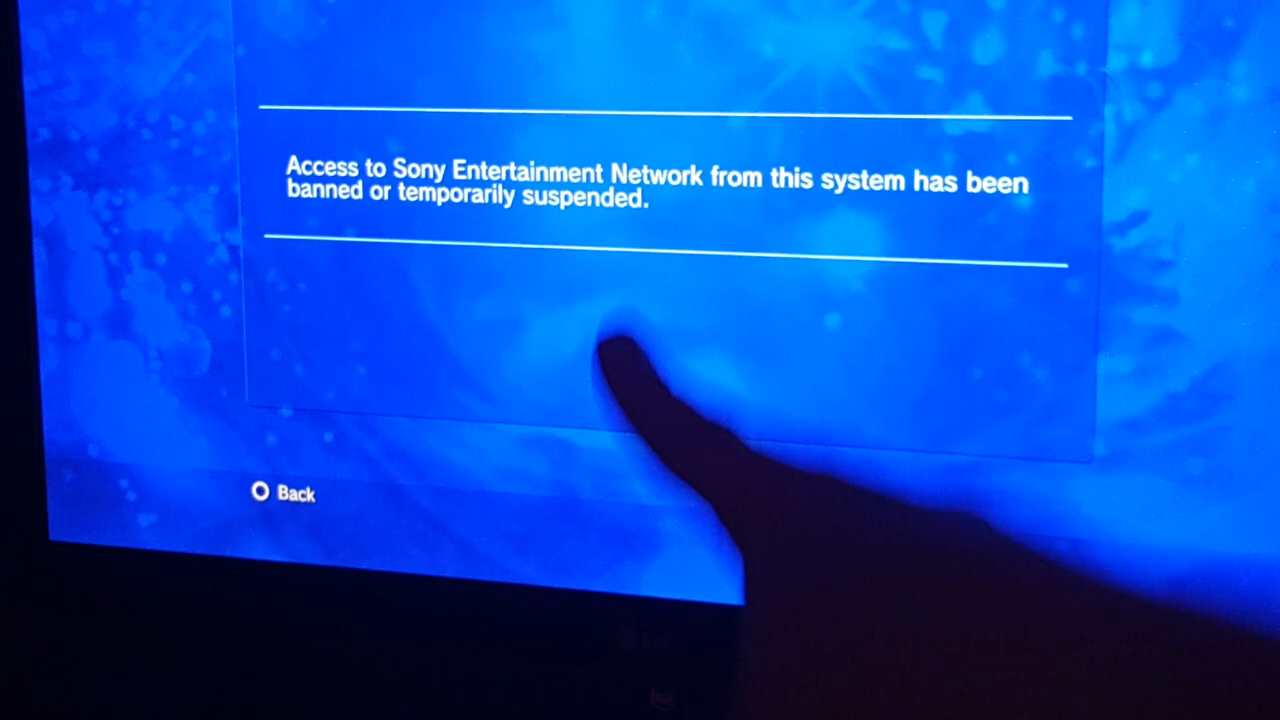 Access to Sony Entertainment Network from this system has been
banned or temporarily suspended.
Back